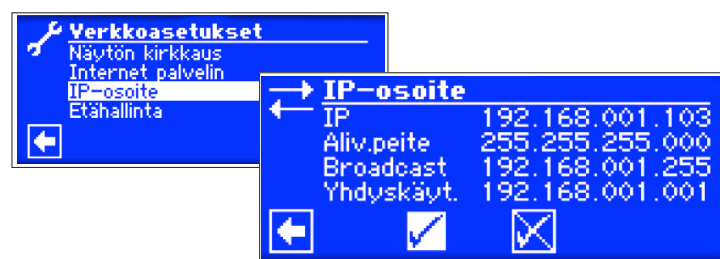 Verkkoasetukset
Näytön kirkkaus
Internet palvelin
IP-osoite
Etähallinta
IP-osoite
IP 192.168.001.103
Aliv.peite 255.255.255.000
Broadcast 192.168.001.255
Yhdyskäyt. 192.168.001.001